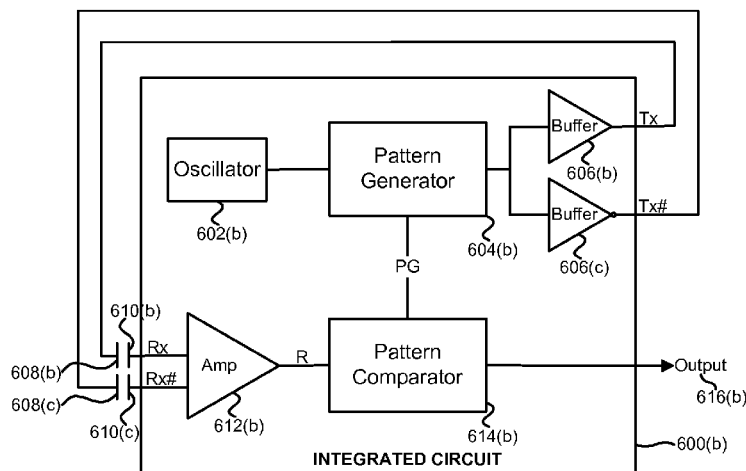 Buffer
Tx
Oscillator
Pattern
Generator
606(b)
Buffer
Tx#
602(b)
604(b)
606(c)
PG
610(b)
Rx
Amp
R
Pattern
Comparator
Output
608(b)
Rx#
616(b)
608(c)
610(c)
612(b)
614(b)
600(b)
INTEGRATED CIRCUIT